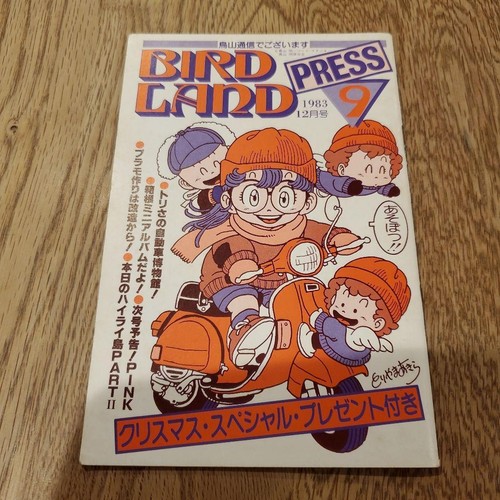 鳥山通信でございます
BIRD
LAND
PRESS
9
1983
12月号
●トリさの自動車博物館!
●鞜根ミニアルバムだよ!●次号予告!PINK
●プラモ作りは改造から!●本日のハイライ島PARTⅡ
あそぼっ!!
とりやまあきら
クリスマス・スペシャル・プレゼント付き